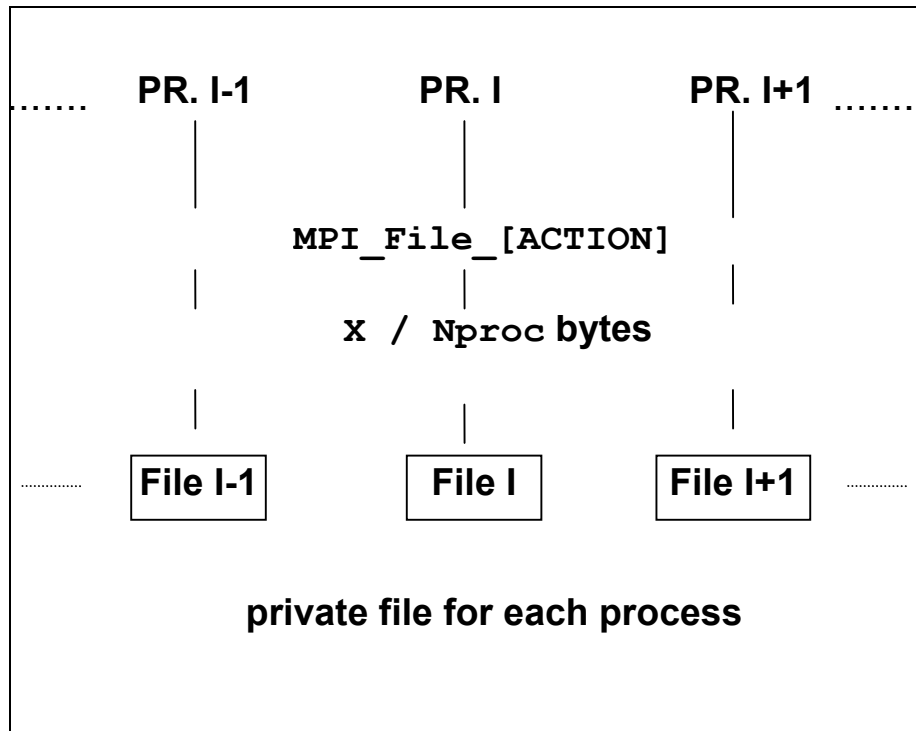 ....... PR. I-1 PR. I PR. I+1 .......
MPI_File_[ACTION]
X / Nproc bytes
File I-1 File I File I+1
private file for each process